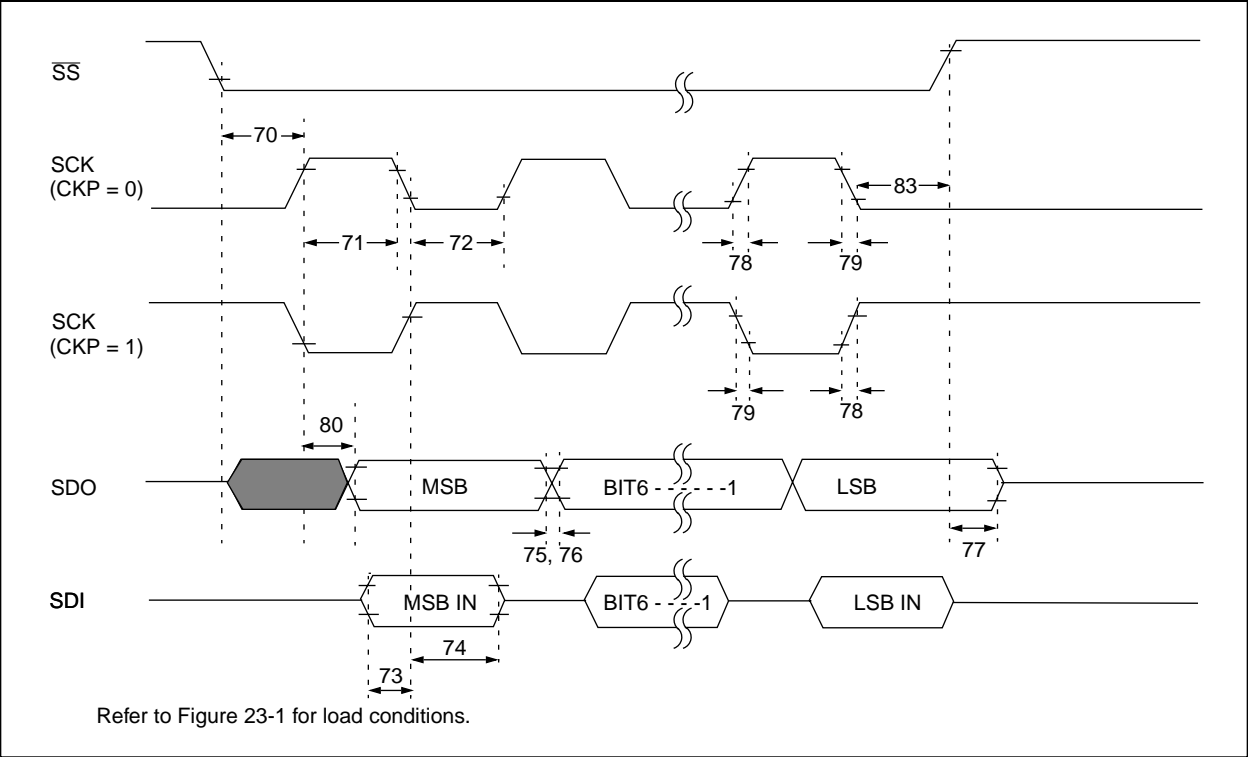 SS
70
SCK
(CKP = 0)
83
71
72
78
79
SCK
(CKP = 1)
79
78
80
SDO
MSB
BIT6 - - - - - -1
LSB
75, 76
77
SDI
MSB IN
BIT6 - - - -1
LSB IN
74
73
Refer to Figure 23-1 for load conditions.